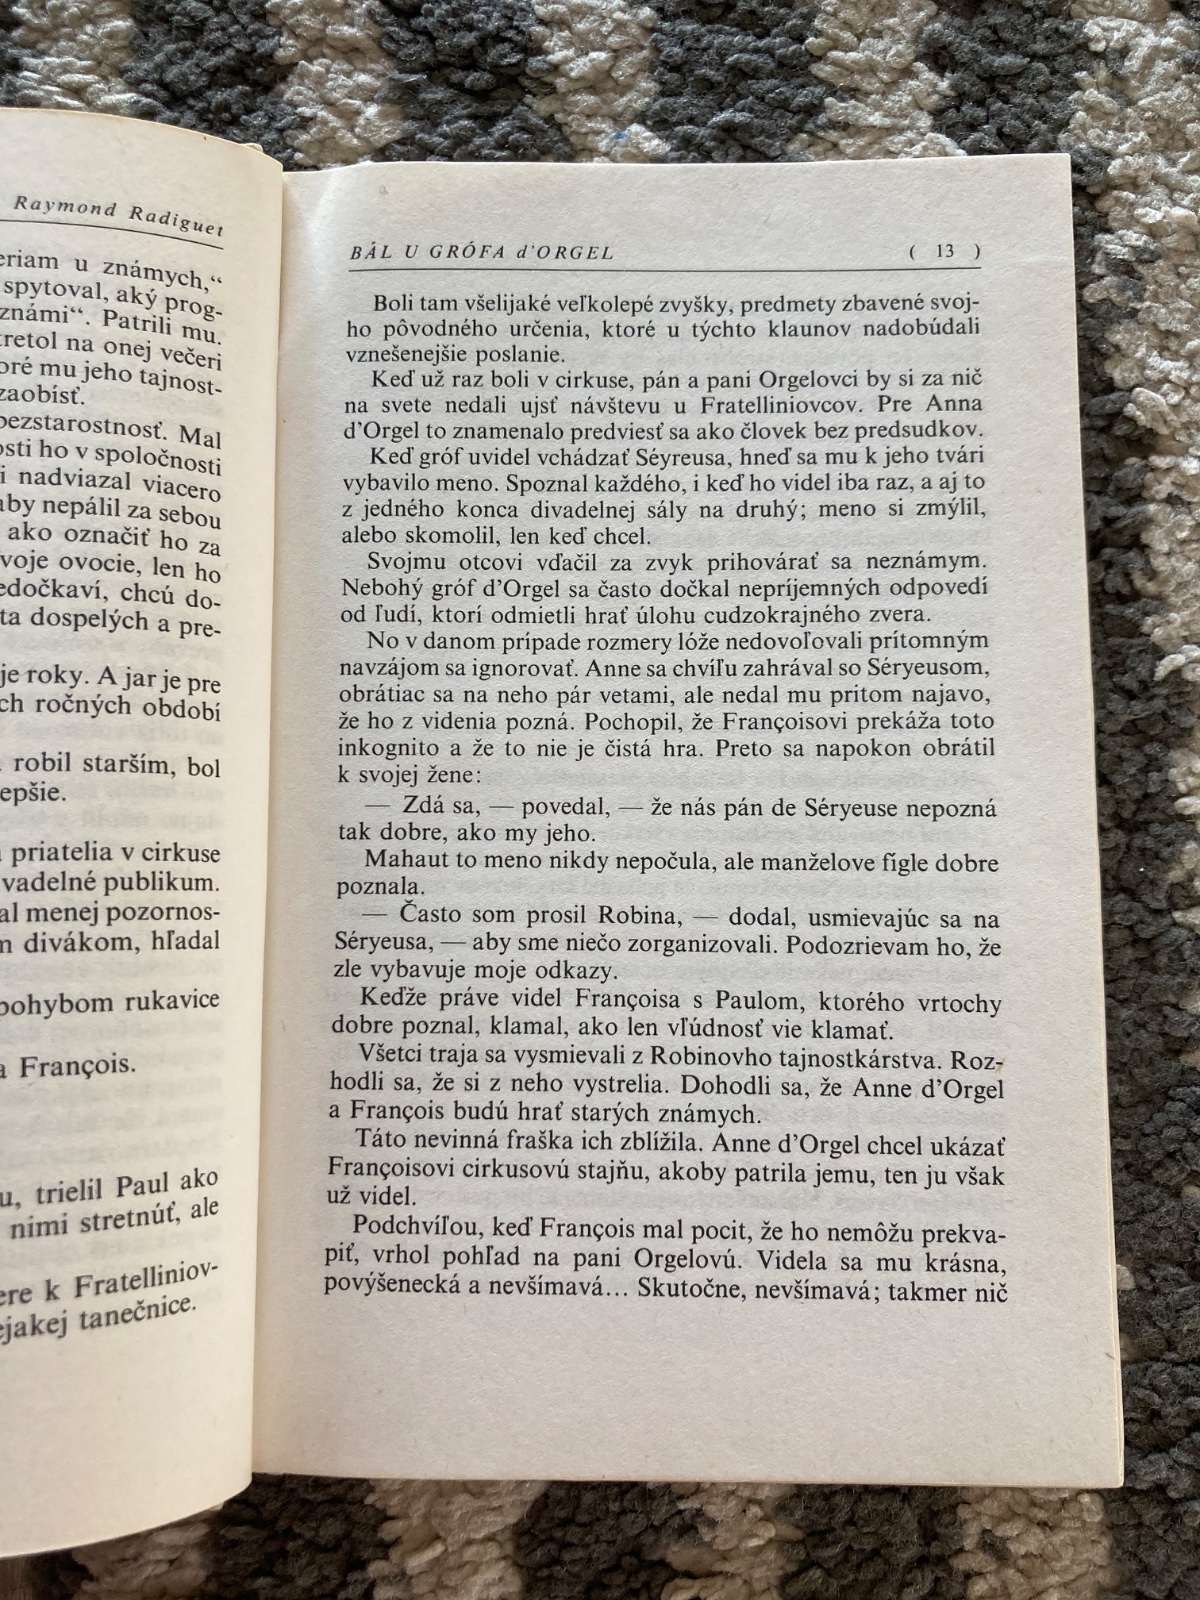 Raymond Radiguet
eriam u známych,“
spytoval, aký prog-
známi“. Patrili mu.
retol na onej večeri
oré mu jeho tajnost-
zaobísť.
bezstarostnosť. Mal
osti ho v spoločnosti
i nadviazal viacero
aby nepálil za sebou
ako označiť ho za
voje ovocie, len ho
edočkaví, chcú do-
ta dospelých a pre-
je roky. A jar je pre
ch ročných období
robil starším, bol
epšie.
priatelia v cirkuse
vadelné publikum.
al menej pozornos-
m divákom, hľadal
pohybom rukavice
a François.
u, trielil Paul ako
nimi stretnúť, ale
ere k Fratelliniov-
ejakej tanečnice.
BÁL U GRÓFA d'ORGEL ( 13 )
Boli tam všelijaké veľkolepé zvyšky, predmety zbavené svoj-
ho pôvodného určenia, ktoré u týchto klaunov nadobúdali
vznešenejšie poslanie.
Keď už raz boli v cirkuse, pán a pani Orgelovci by si za nič
na svete nedali ujsť návštevu u Fratelliniovcov. Pre Anna
d'Orgel to znamenalo predviesť sa ako človek bez predsudkov.
Keď gróf uvidel vchádzať Séyreusa, hneď sa mu k jeho tvári
vybavilo meno. Spoznal každého, i keď ho videl iba raz, a aj to
z jedného konca divadelnej sály na druhý; meno si zmýlil,
alebo skomolil, len keď chcel.
Svojmu otcovi vďačil za zvyk prihovárať sa neznámym.
Nebohý gróf d'Orgel sa často dočkal nepríjemných odpovedí
od ľudí, ktorí odmietli hrať úlohu cudzokrajného zvera.
No v danom prípade rozmery lóže nedovoľovali prítomným
navzájom sa ignorovať. Anne sa chvíľu zahrával so Séryeusom,
obrátiac sa na neho pár vetami, ale nedal mu pritom najavo,
že ho z videnia pozná. Pochopil, že Françoisovi prekáža toto
inkognito a že to nie je čistá hra. Preto sa napokon obrátil
k svojej žene:
— Zdá sa, — povedal, — že nás pán de Séryeuse nepozná
tak dobre, ako my jeho.
Mahaut to meno nikdy nepočula, ale manželove fígle dobre
poznala.
— Často som prosil Robina, — dodal, usmievajúc sa na
Séryeusa, — aby sme niečo zorganizovali. Podozrievam ho, že
zle vybavuje moje odkazy.
Keďže práve videl Françoisa s Paulom, ktorého vrtochy
dobre poznal, klamal, ako len vľúdnosť vie klamať.
Všetci traja sa vysmievali z Robinovho tajnostkárstva. Roz-
hodli sa, že si z neho vystrelia. Dohodli sa, že Anne d'Orgel
a François budú hrať starých známych.
Táto nevinná fraška ich zblížila. Anne d'Orgel chcel ukázať
Françoisovi cirkusovú stajňu, akoby patrila jemu, ten ju však
už videl.
Podchvíľou, keď François mal pocit, že ho nemôžu prekva-
piť, vrhol pohľad na pani Orgelovú. Videla sa mu krásna,
povýšenecká a nevšímavá... Skutočne, nevšímavá; takmer nič